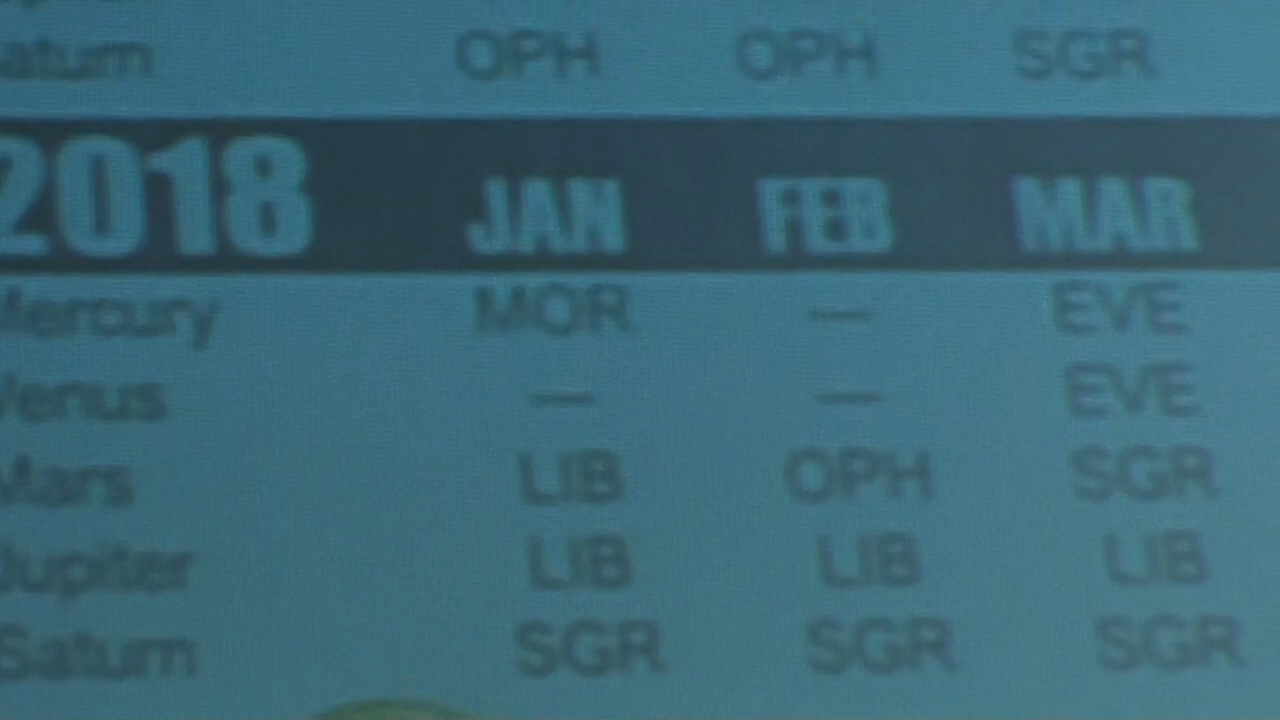 Saturn OPH OPH SGR
2018 JAN FEB MAR
Mercury MOR — EVE
Venus — — EVE
Mars LIB OPH SGR
Jupiter LIB LIB LIB
Saturn SGR SGR SGR